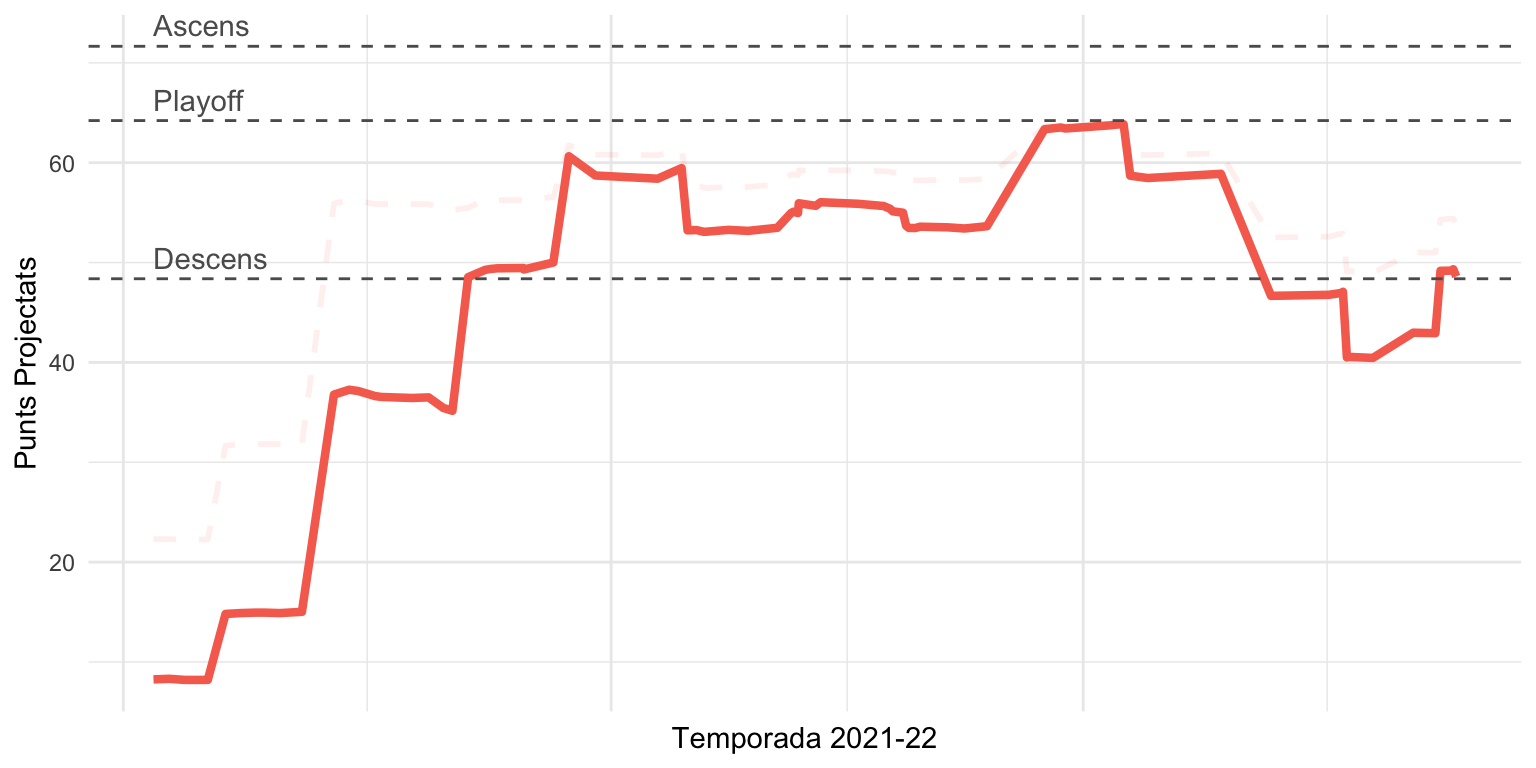 Ascens
Playoff
60
Descens
40
20
Punts Projectats
Temporada 2021-22